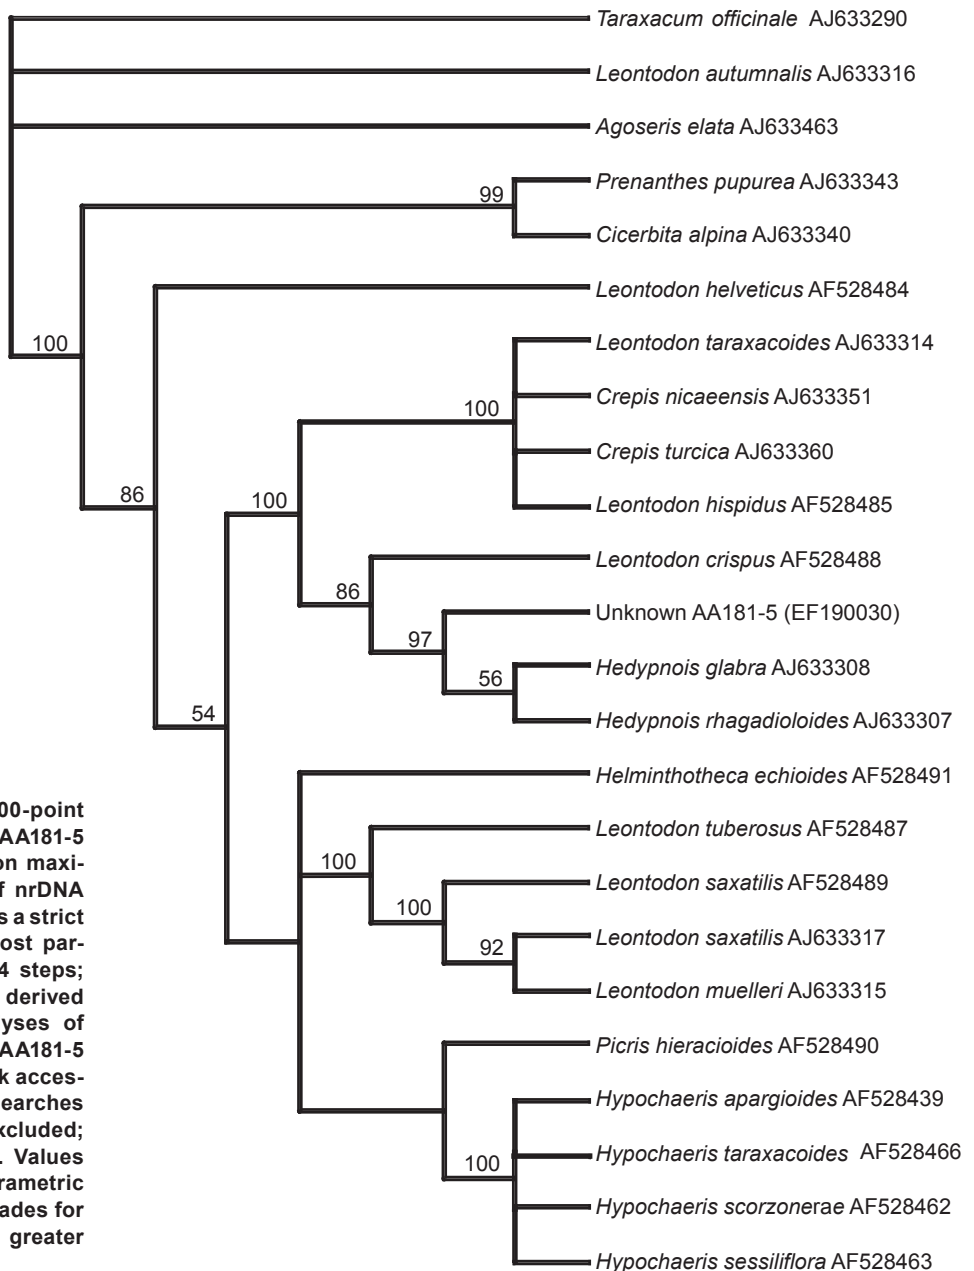 Taraxacum officinale AJ633290
Leontodon autumnalis AJ633316
Agoseris elata AJ633463
Prenanthes pupurea AJ633343
99
Cicerbita alpina AJ633340
Leontodon helveticus AF528484
100
Leontodon taraxacoides AJ633314
Crepis nicaeensis AJ633351
100
Crepis turcica AJ633360
86
100
Leontodon hispidus AF528485
Leontodon crispus AF528488
86
Unknown AA181-5 (EF190030)
97
Hedypnois glabra AJ633308
56
54
Hedypnois rhagadioloides AJ633307
Helminthotheca echioides AF528491
Leontodon tuberosus AF528487
100
Leontodon saxatilis AF528489
100
Leontodon saxatilis AJ633317
92
Leontodon muelleri AJ633315
Picris hieracioides AF528490
Hypochaeris apargioides AF528439
Hypochaeris taraxacoides AF528466
100
Hypochaeris scorzonerae AF528462
Hypochaeris sessiliflora AF528463
00-point
AA181-5
on maxi-
f nrDNA
s a strict
ost par-
4 steps;
derived
yses of
AA181-5
k acces-
earches
xcluded;
. Values
rametric
ades for
greater